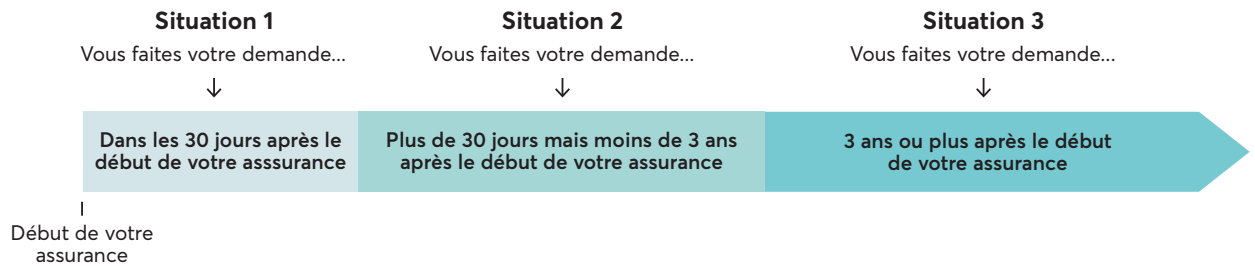 Situation 1
Vous faites votre demande...
Situation 2
Vous faites votre demande...
Situation 3
Vous faites votre demande...
Dans les 30 jours après le
début de votre asssurance
Plus de 30 jours mais moins de 3 ans
après le début de votre assurance
3 ans ou plus après le début
de votre assurance
Début de votre
assurance